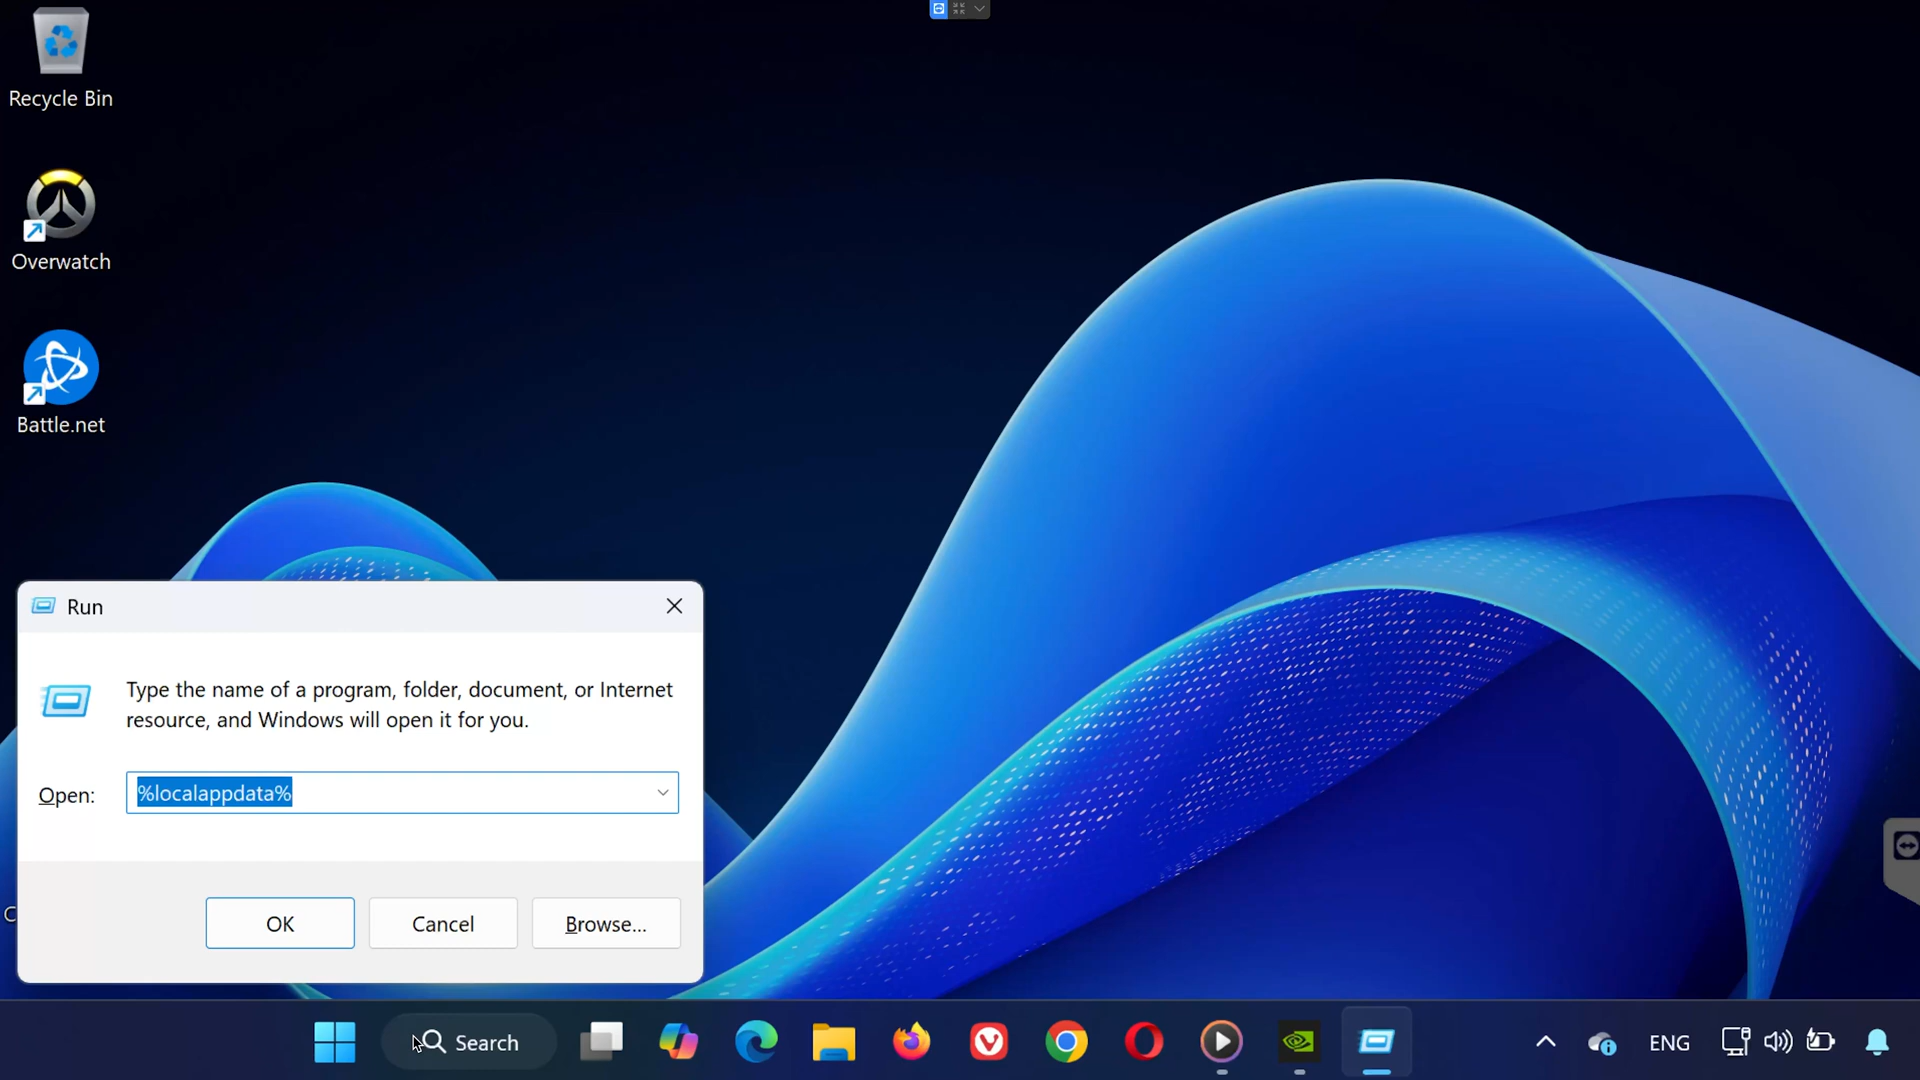 Recycle Bin
Overwatch
Battle.net
Run
Type the name of a program, folder, document, or Internet
resource, and Windows will open it for you.
Open:
%localappdata%
OK
Cancel
Browse...
C
Search
ENG